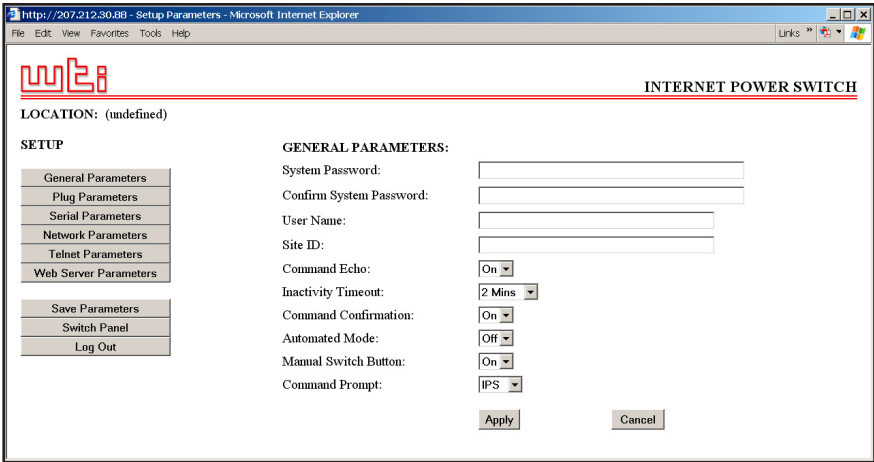 http://207.212.30.88 - Setup Parameters - Microsoft Internet Explorer
File Edit View Favorites Tools Help Links »
wti
INTERNET POWER SWITCH
LOCATION: (undefined)
SETUP
General Parameters
Plug Parameters
Serial Parameters
Network Parameters
Telnet Parameters
Web Server Parameters
Save Parameters
Switch Panel
Log Out
GENERAL PARAMETERS:
System Password:
Confirm System Password:
User Name:
Site ID:
Command Echo: On
Inactivity Timeout: 2 Mins
Command Confirmation: On
Automated Mode: Off
Manual Switch Button: On
Command Prompt: IPS
Apply Cancel